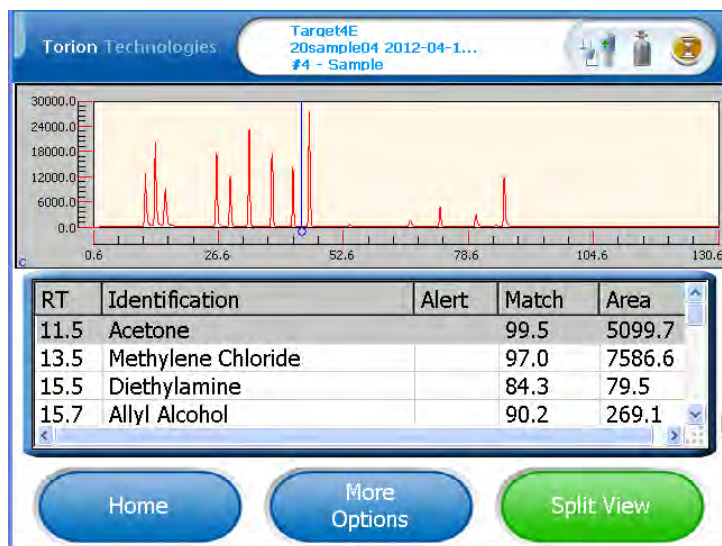 Torion Technologies
Target4E
20sample04 2012-04-1...
#4 - Sample
30000.0
24000.0
18000.0
12000.0
6000.0
0.0
C
0.6 26.6 52.6 78.6 104.6 130.6
RT Identification Alert Match Area
11.5 Acetone 99.5 5099.7
13.5 Methylene Chloride 97.0 7586.6
15.5 Diethylamine 84.3 79.5
15.7 Allyl Alcohol 90.2 269.1
Home
More
Options
Split View